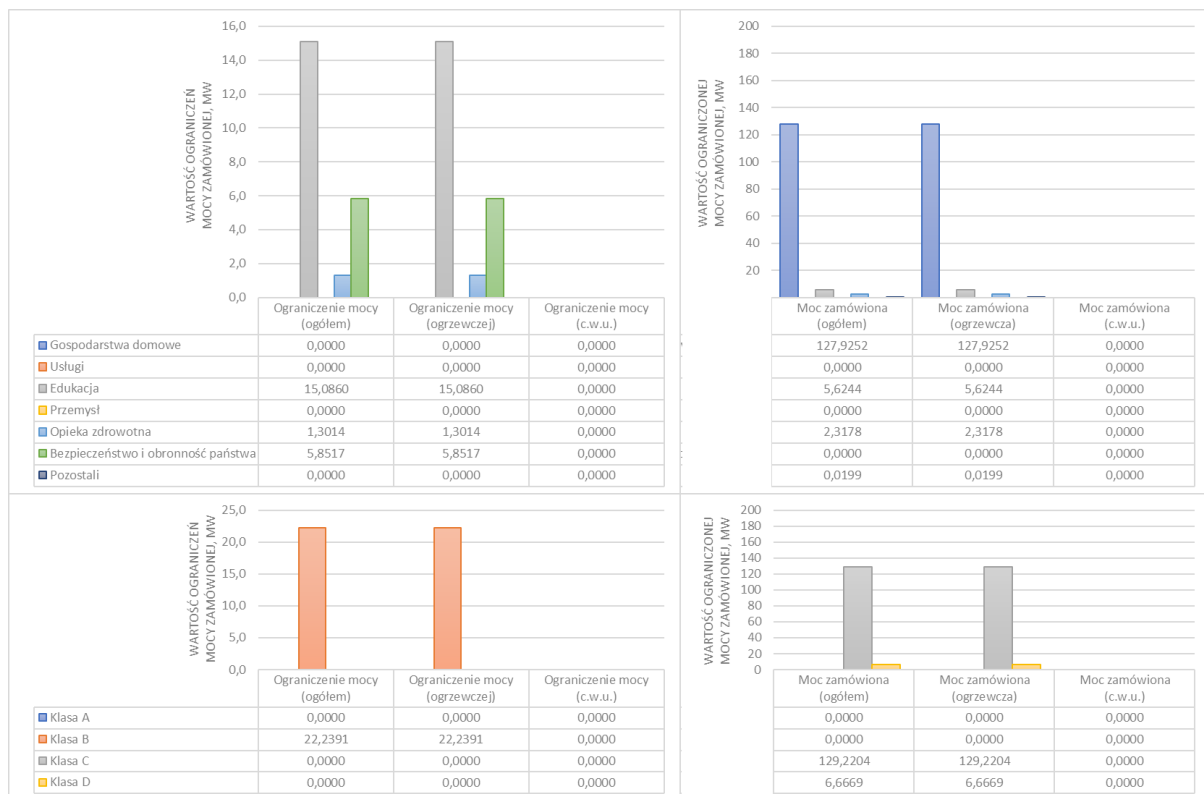 WARTOŚĆ OGRANICZEŃ
MOCY ZAMÓWIONEJ, MW
16,0
14,0
12,0
10,0
8,0
6,0
4,0
2,0
0,0
Ograniczenie mocy (ogółem) Ograniczenie mocy (ogrzewczej) Ograniczenie mocy (c.w.u.)
Gospodarstwa domowe 0,0000 0,0000 0,0000
Usługi 0,0000 0,0000 0,0000
Edukacja 15,0860 15,0860 0,0000
Przemysł 0,0000 0,0000 0,0000
Opieka zdrowotna 1,3014 1,3014 0,0000
Bezpieczeństwo i obronność państwa 5,8517 5,8517 0,0000
Pozostali 0,0000 0,0000 0,0000
WARTOŚĆ OGRANICZONEJ
MOCY ZAMÓWIONEJ, MW
200
180
160
140
120
100
80
60
40
20
Moc zamówiona (ogółem) Moc zamówiona (ogrzewcza) Moc zamówiona (c.w.u.)
127,9252 127,9252 0,0000
0,0000 0,0000 0,0000
5,6244 5,6244 0,0000
0,0000 0,0000 0,0000
2,3178 2,3178 0,0000
0,0000 0,0000 0,0000
0,0199 0,0199 0,0000
WARTOŚĆ OGRANICZEŃ
MOCY ZAMÓWIONEJ, MW
25,0
20,0
15,0
10,0
5,0
0,0
Ograniczenie mocy (ogółem) Ograniczenie mocy (ogrzewczej) Ograniczenie mocy (c.w.u.)
Klasa A 0,0000 0,0000 0,0000
Klasa B 22,2391 22,2391 0,0000
Klasa C 0,0000 0,0000 0,0000
Klasa D 0,0000 0,0000 0,0000
WARTOŚĆ OGRANICZONEJ
MOCY ZAMÓWIONEJ, MW
200
180
160
140
120
100
80
60
40
20
0
Moc zamówiona (ogółem) Moc zamówiona (ogrzewcza) Moc zamówiona (c.w.u.)
0,0000 0,0000 0,0000
0,0000 0,0000 0,0000
129,2204 129,2204 0,0000
6,6669 6,6669 0,0000